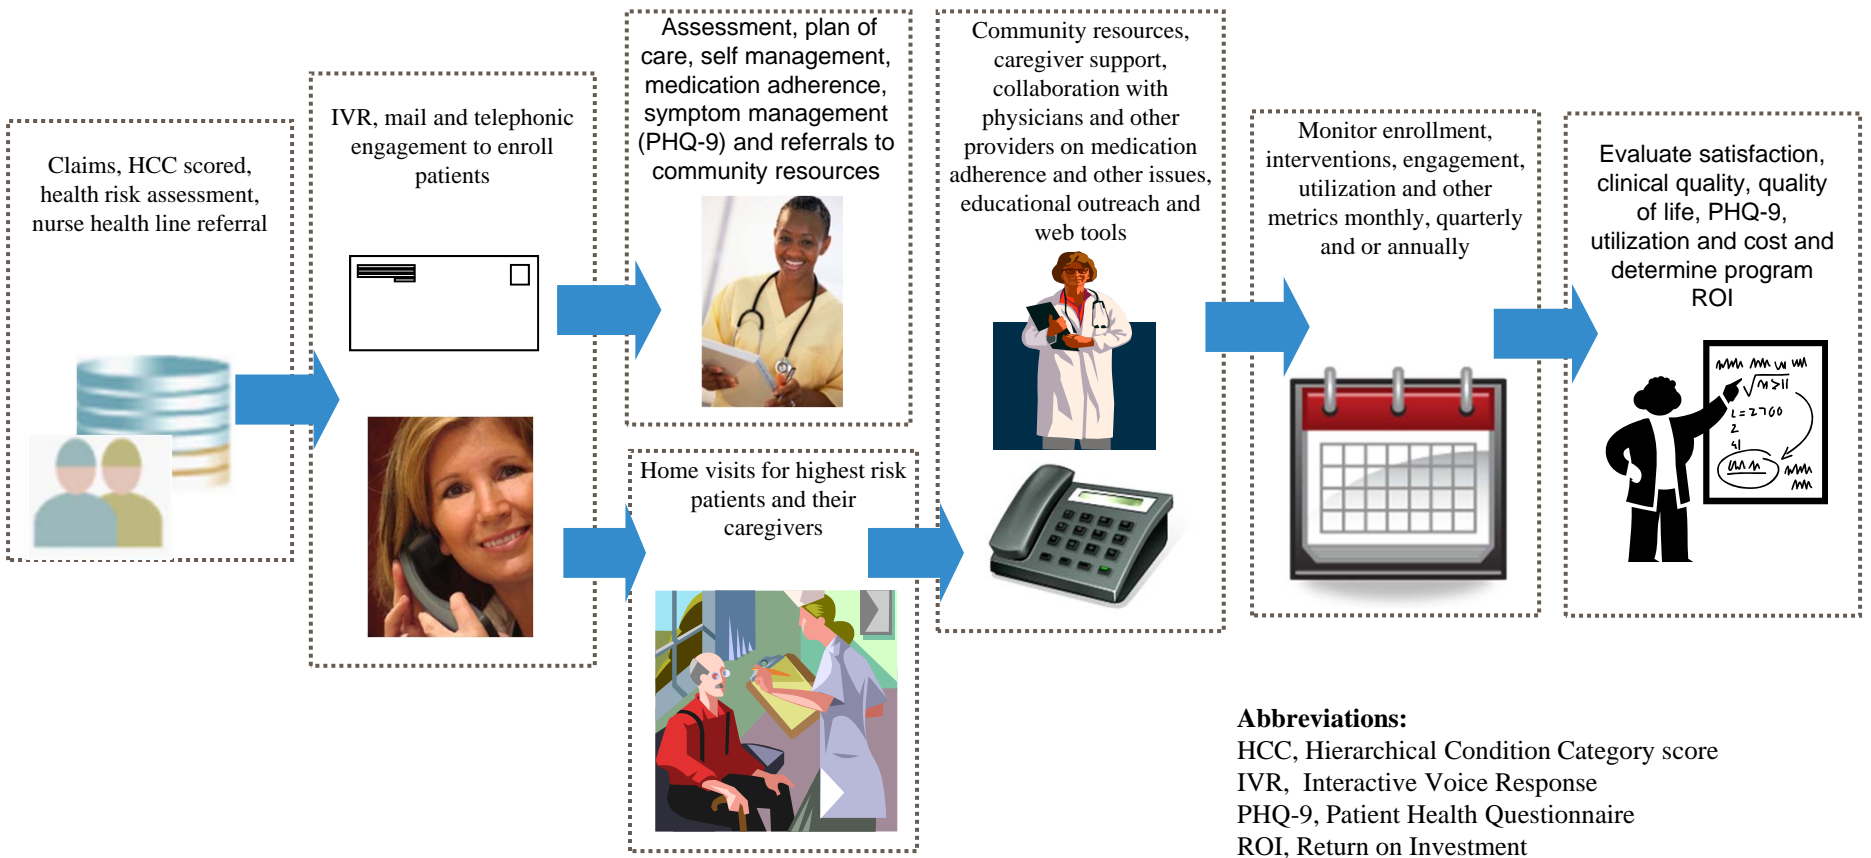 Claims, HCC scored,
health risk assessment,
nurse health line referral
IVR, mail and telephonic
engagement to enroll
patients
Assessment, plan of
care, self management,
medication adherence,
symptom management
(PHQ-9) and referrals to
community resources
Home visits for highest risk
patients and their
caregivers
Community resources,
caregiver support,
collaboration with
physicians and other
providers on medication
adherence and other issues,
educational outreach and
web tools
Monitor enrollment,
interventions, engagement,
utilization and other
metrics monthly, quarterly
and or annually
Evaluate satisfaction,
clinical quality, quality
of life, PHQ-9,
utilization and cost and
determine program
ROI
L=2700
2
Abbreviations:
HCC, Hierarchical Condition Category score
IVR,  Interactive Voice Response
PHQ-9, Patient Health Questionnaire
ROI, Return on Investment